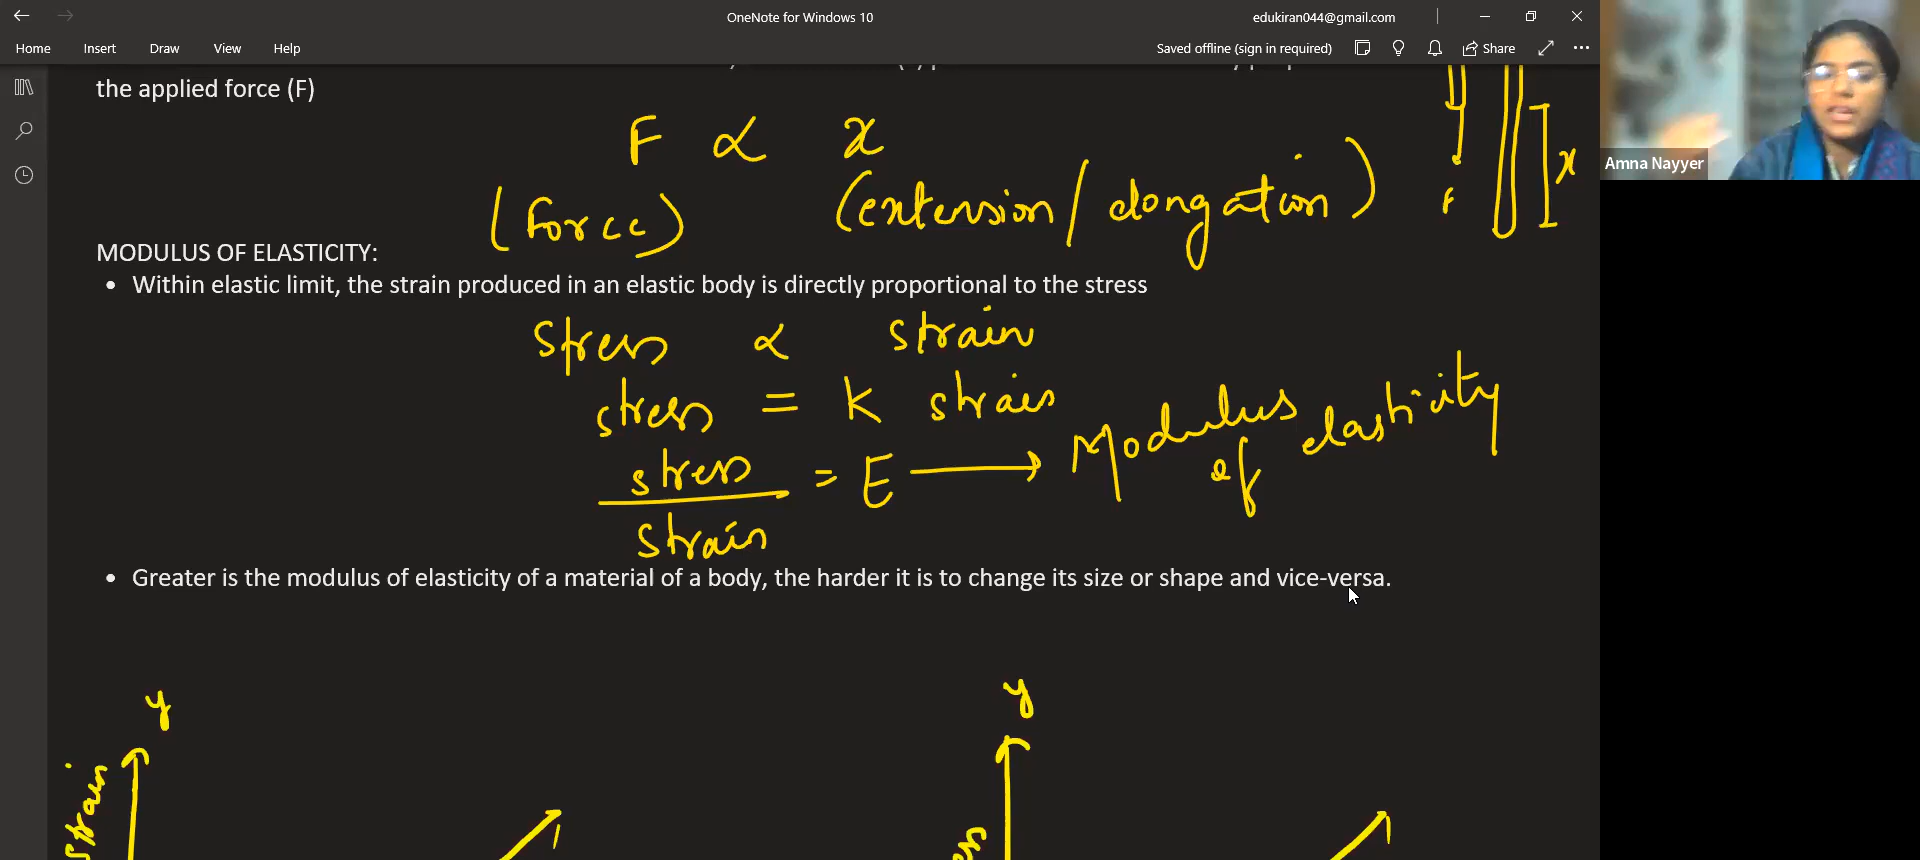 OneNote for Windows 10
edukiran044@gmail.com
Home Insert Draw View Help
Saved offline (sign in required) Share
the applied force (F)
F ∝ x
(Force) (extension/elongation)
F
x
Amna Nayyer
MODULUS OF ELASTICITY:
• Within elastic limit, the strain produced in an elastic body is directly proportional to the stress
Stress ∝ strain
stress = K strain
stress
strain
= E → Modulus of elasticity
• Greater is the modulus of elasticity of a material of a body, the harder it is to change its size or shape and vice-versa.
y
y
strain